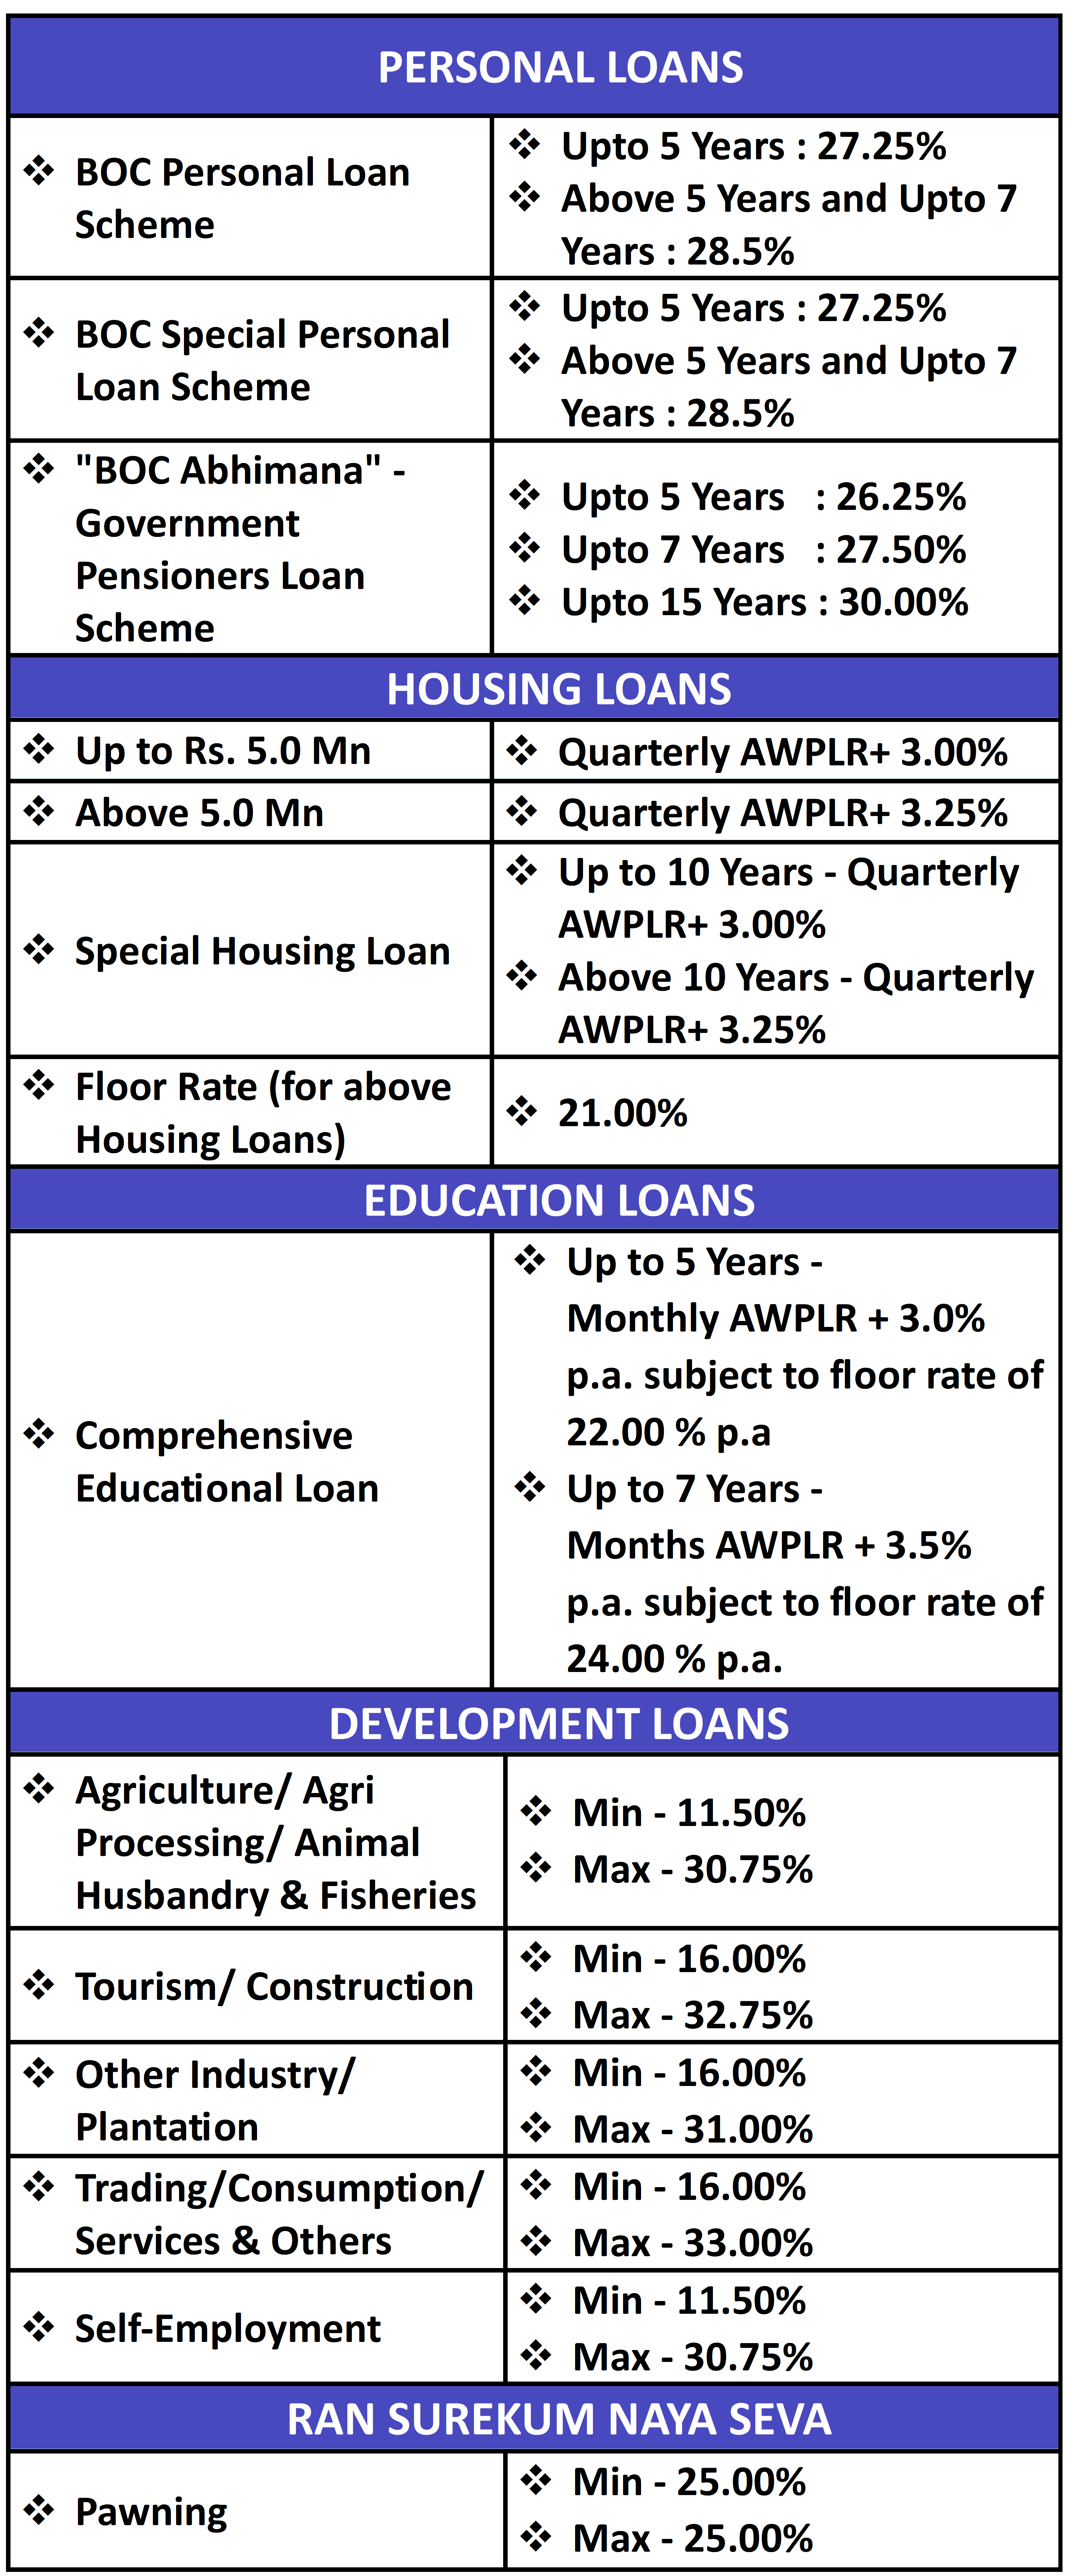 PERSONAL LOANS
❖ BOC Personal Loan
Scheme
❖ Upto 5 Years : 27.25%
❖ Above 5 Years and Upto 7
Years : 28.5%
❖ BOC Special Personal
Loan Scheme
❖ Upto 5 Years : 27.25%
❖ Above 5 Years and Upto 7
Years : 28.5%
❖ "BOC Abhimana" -
Government
Pensioners Loan
Scheme
❖ Upto 5 Years : 26.25%
❖ Upto 7 Years : 27.50%
❖ Upto 15 Years : 30.00%
HOUSING LOANS
❖ Up to Rs. 5.0 Mn
❖ Quarterly AWPLR+ 3.00%
❖ Above 5.0 Mn
❖ Quarterly AWPLR+ 3.25%
❖ Special Housing Loan
❖ Up to 10 Years - Quarterly
AWPLR+ 3.00%
❖ Above 10 Years - Quarterly
AWPLR+ 3.25%
❖ Floor Rate (for above
Housing Loans)
❖ 21.00%
EDUCATION LOANS
❖ Comprehensive
Educational Loan
❖ Up to 5 Years -
Monthly AWPLR + 3.0%
p.a. subject to floor rate of
22.00 % p.a
❖ Up to 7 Years -
Months AWPLR + 3.5%
p.a. subject to floor rate of
24.00 % p.a.
DEVELOPMENT LOANS
❖ Agriculture/ Agri
Processing/ Animal
Husbandry & Fisheries
❖ Min - 11.50%
❖ Max - 30.75%
❖ Tourism/ Construction
❖ Min - 16.00%
❖ Max - 32.75%
❖ Other Industry/
Plantation
❖ Min - 16.00%
❖ Max - 31.00%
❖ Trading/Consumption/
Services & Others
❖ Min - 16.00%
❖ Max - 33.00%
❖ Self-Employment
❖ Min - 11.50%
❖ Max - 30.75%
RAN SUREKUM NAYA SEVA
❖ Pawning
❖ Min - 25.00%
❖ Max - 25.00%